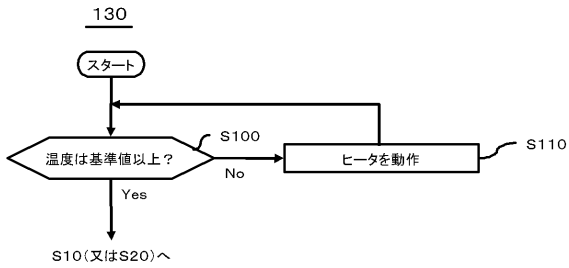 130
スタート
S100
温度は基準値以上?
No
ヒータを動作
S110
Yes
S10(又はS20)へ